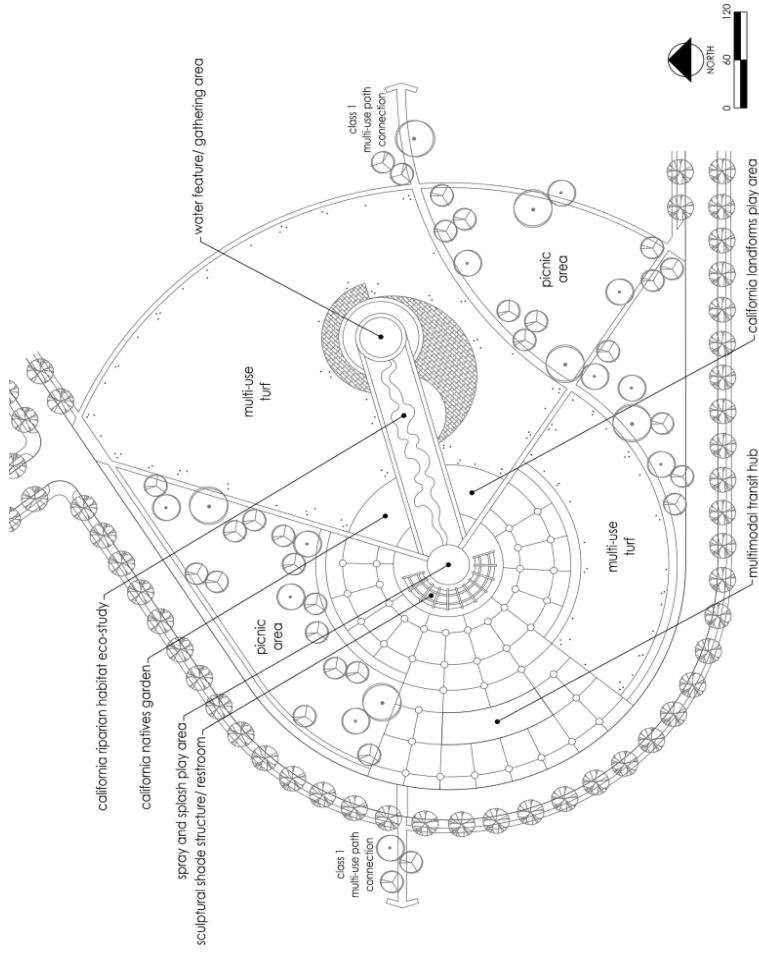 california riparian habitat eco-study
california natives garden
spray and splash play area
sculptural shade structure/ restroom
water feature/ gathering area
class 1
multi-use path
connection
picnic
area
multi-use
turf
class 1
multi-use path
connection
picnic
area
multi-use
turf
multimodal transit hub
california landforms play area
NORTH
0 60 120